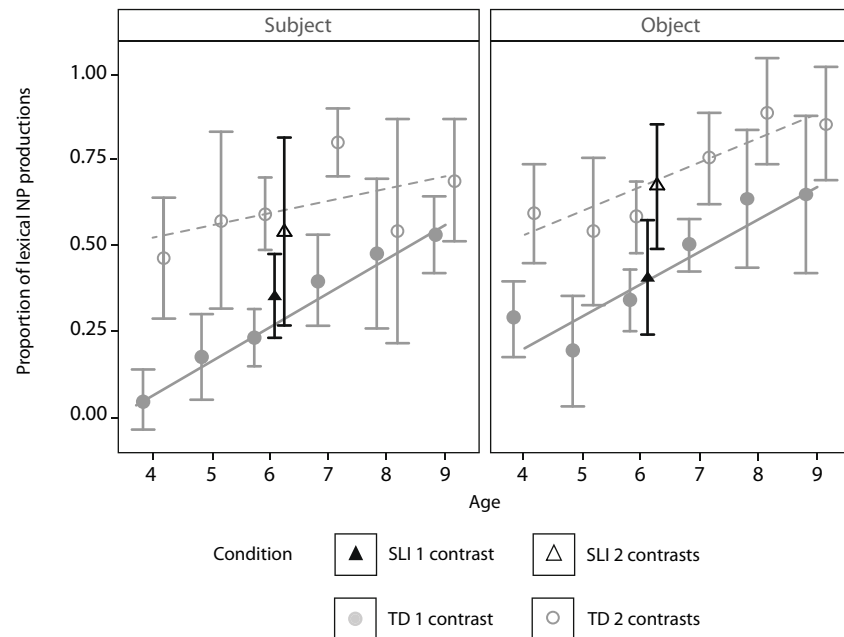 Subject Object
1.00
0.75
0.50
0.25
0.00
Proportion of lexical NP productions
4 5 6 7 8 9 4 5 6 7 8 9
Age
Condition SLI 1 contrast SLI 2 contrasts
TD 1 contrast TD 2 contrasts